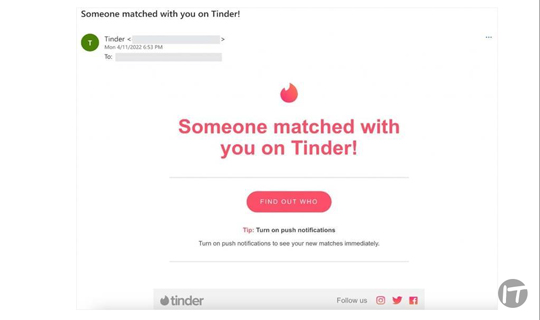 Someone matched with you on Tinder!
T
Tinder < >
Mon 4/11/2022 6:53 PM
To:
Someone matched with
you on Tinder!
FIND OUT WHO
Tip: Turn on push notifications
Turn on push notifications to see your new matches immediately.
tinder
Follow us
IT